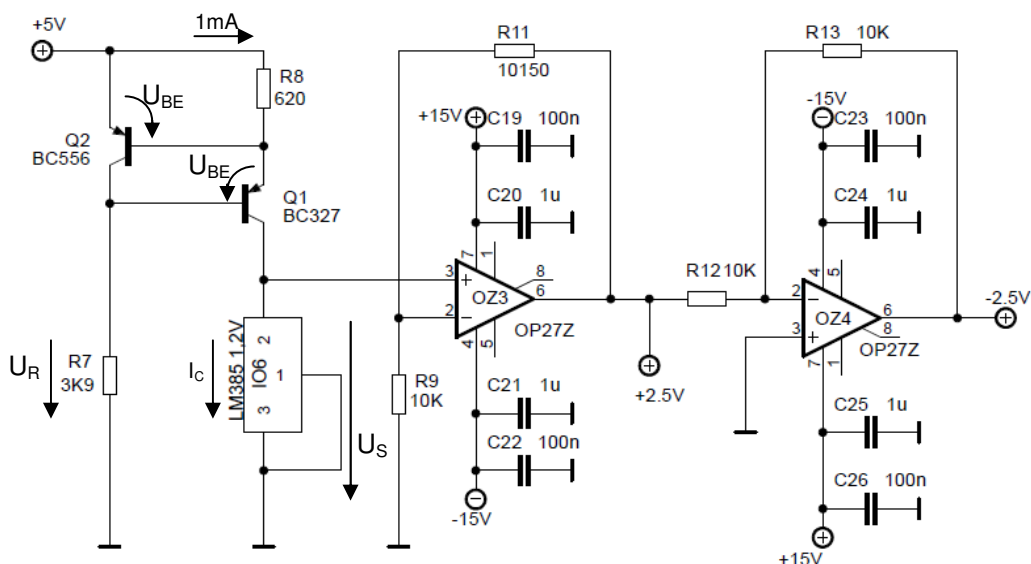 +5V
1mA
R8
620
U_BE
Q2
BC556
U_BE
Q1
BC327
U_R
R7
3K9
I_C
LM385 1,2V
IO6
2
1
3
U_S
R11
10150
+15V
C19 100n
C20 1u
7
1
3
+
2
−
OZ3
8
6
4
5
OP27Z
R9
10K
C21 1u
C22 100n
-15V
+2.5V
R12 10K
R13 10K
-15V
C23 100n
C24 1u
4
5
2
−
3
+
OZ4
6
8
7
1
OP27Z
-2.5V
C25 1u
C26 100n
+15V